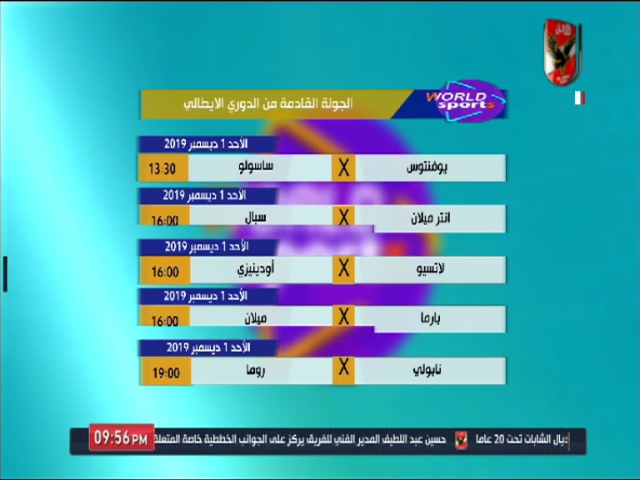 الجولة القادمة من الدوري الايطالي
WORLD
sports
الأحد 1 ديسمبر 2019
يوفنتوس X ساسولو 13:30
الأحد 1 ديسمبر 2019
انتر ميلان X سبال 16:00
الأحد 1 ديسمبر 2019
لاتسيو X أودينيزي 16:00
الأحد 1 ديسمبر 2019
بارما X ميلان 16:00
الأحد 1 ديسمبر 2019
نابولي X روما 19:00
ديال الشابات تحت 20 عاما حسين عبد اللطيف المدير الفني للفريق يركز على الجوانب الخططية خاصة المتعلة
09:56 PM